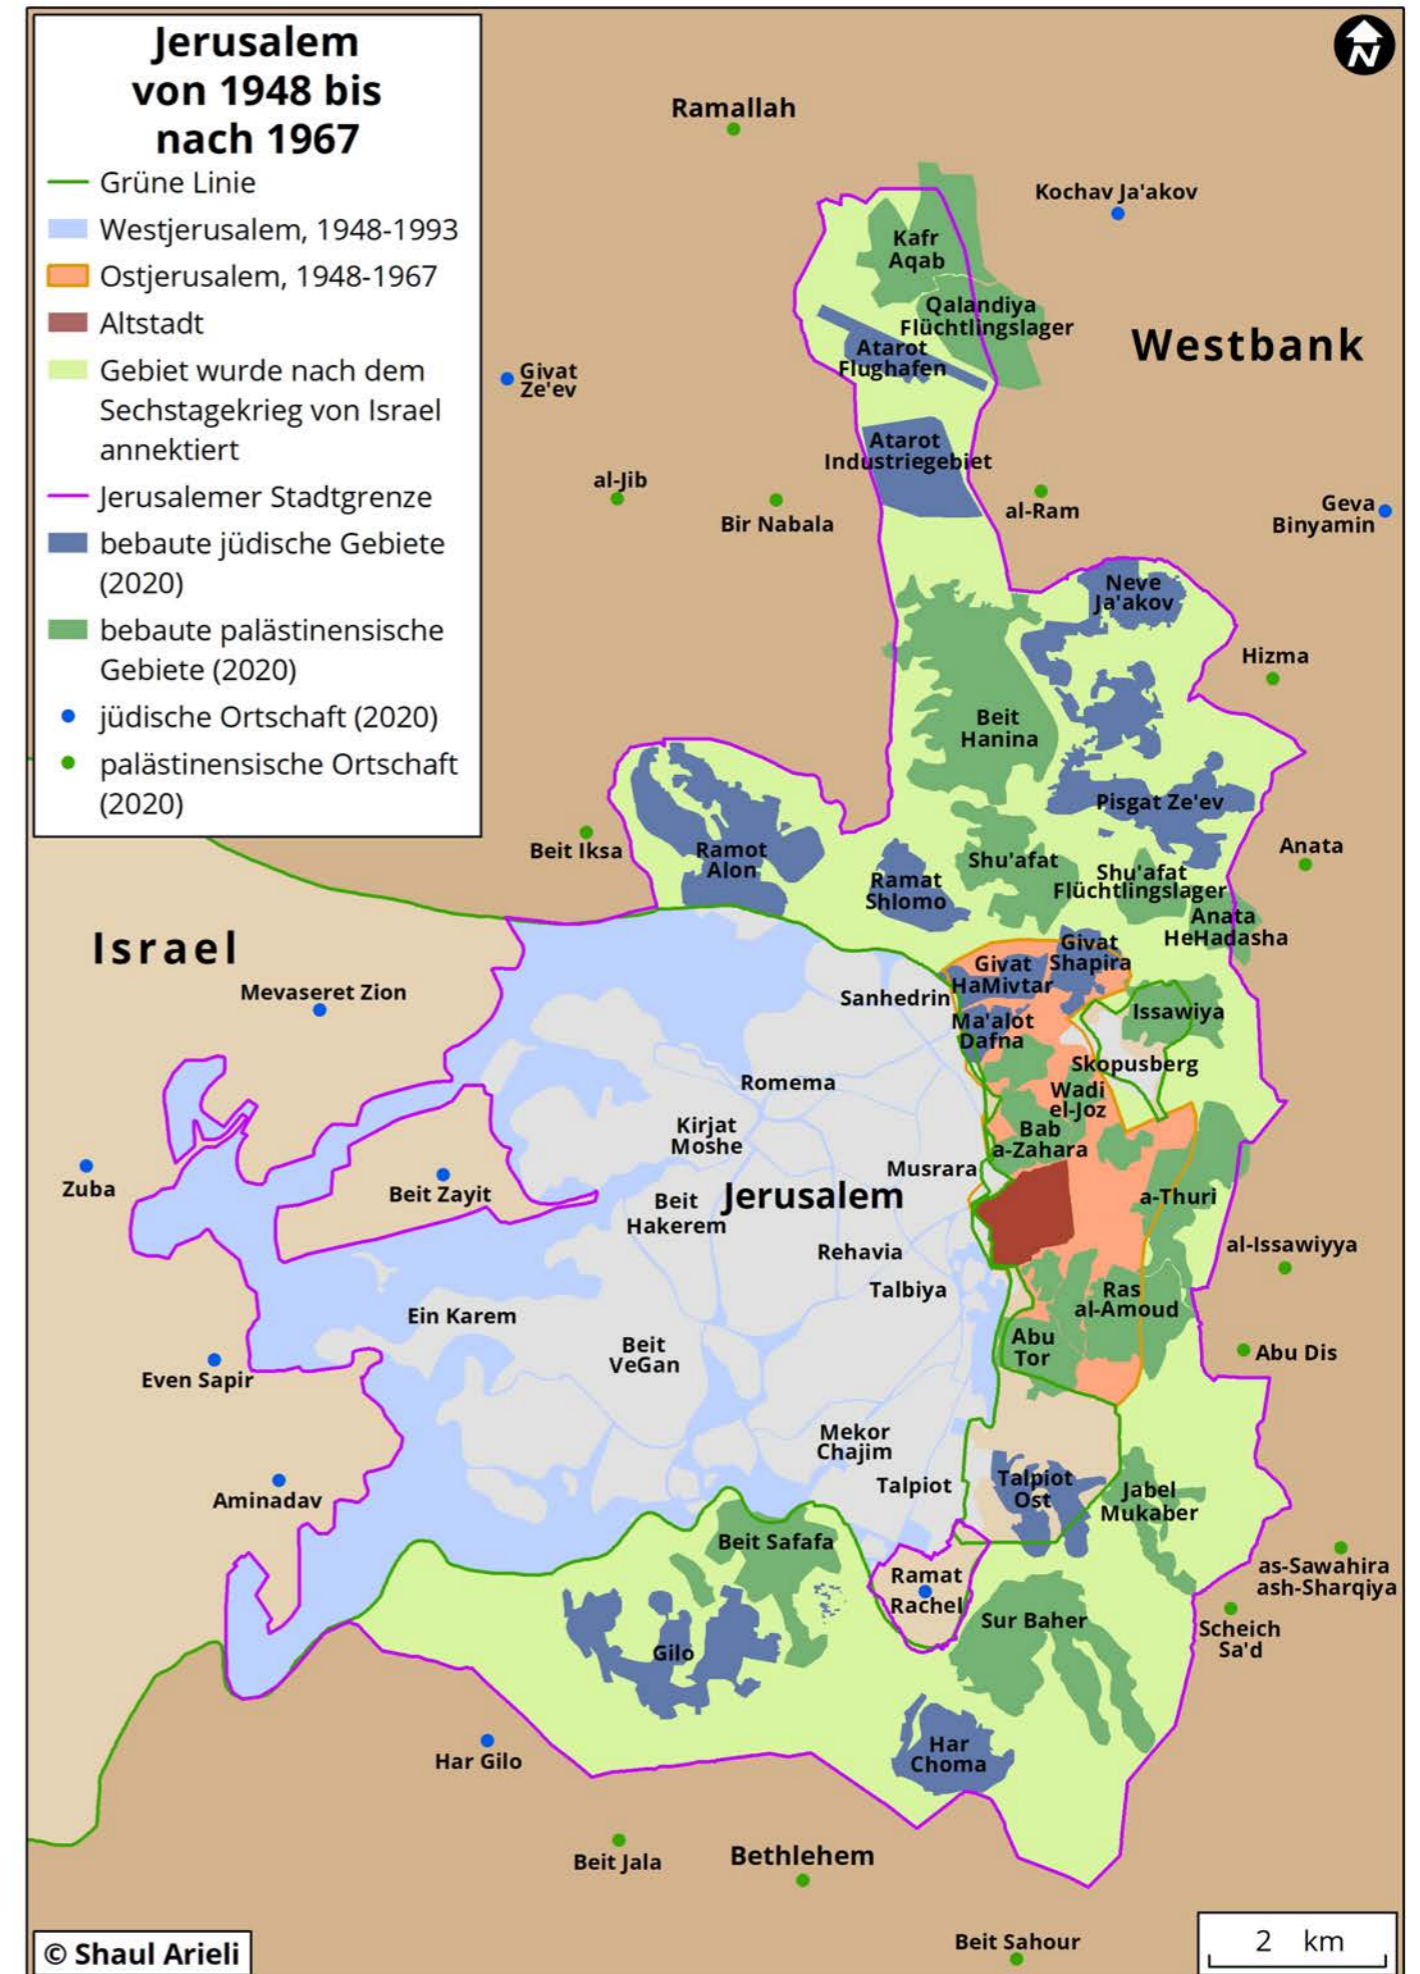 Jerusalem
von 1948 bis
nach 1967
Grüne Linie
Westjerusalem, 1948-1993
Ostjerusalem, 1948-1967
Altstadt
Gebiet wurde nach dem
Sechstagekrieg von Israel
annektiert
Jerusalemer Stadtgrenze
bebaute jüdische Gebiete
(2020)
bebaute palästinensische
Gebiete (2020)
jüdische Ortschaft (2020)
palästinensische Ortschaft
(2020)
N
Ramallah
Kochav Ja'akov
Kafr
Aqab
Qalandiya
Flüchtlingslager
Atarot
Flughafen
Westbank
Givat
Ze'ev
Atarot
Industriegebiet
al-Jib
Bir Nabala
al-Ram
Geva
Binyamin
Neve
Ja'akov
Hizma
Beit
Hanina
Pisgat Ze'ev
Beit Iksa
Ramot
Alon
Ramat
Shlomo
Shu'afat
Shu'afat
Flüchtlingslager
Anata
Anata
HeHadasha
Israel
Mevaseret Zion
Sanhedrin
Givat
HaMivtar
Givat
Shapira
Ma'alot
Dafna
Issawiya
Skopusberg
Romema
Wadi
el-Joz
Kirjat
Moshe
Bab
a-Zahara
Musrara
Zuba
Beit Zayit
Beit
Hakerem
Jerusalem
a-Thuri
Rehavia
al-Issawiyya
Talbiya
Ras
al-Amoud
Ein Karem
Beit
VeGan
Abu
Tor
Abu Dis
Even Sapir
Mekor
Chajim
Talpiot
Talpiot
Ost
Jabel
Mukaber
Aminadav
Beit Safafa
Ramat
Rachel
as-Sawahira
ash-Sharqiya
Sur Baher
Scheich
Sa'd
Gilo
Har Gilo
Har
Choma
Beit Jala
Bethlehem
Beit Sahour
© Shaul Arieli
2 km